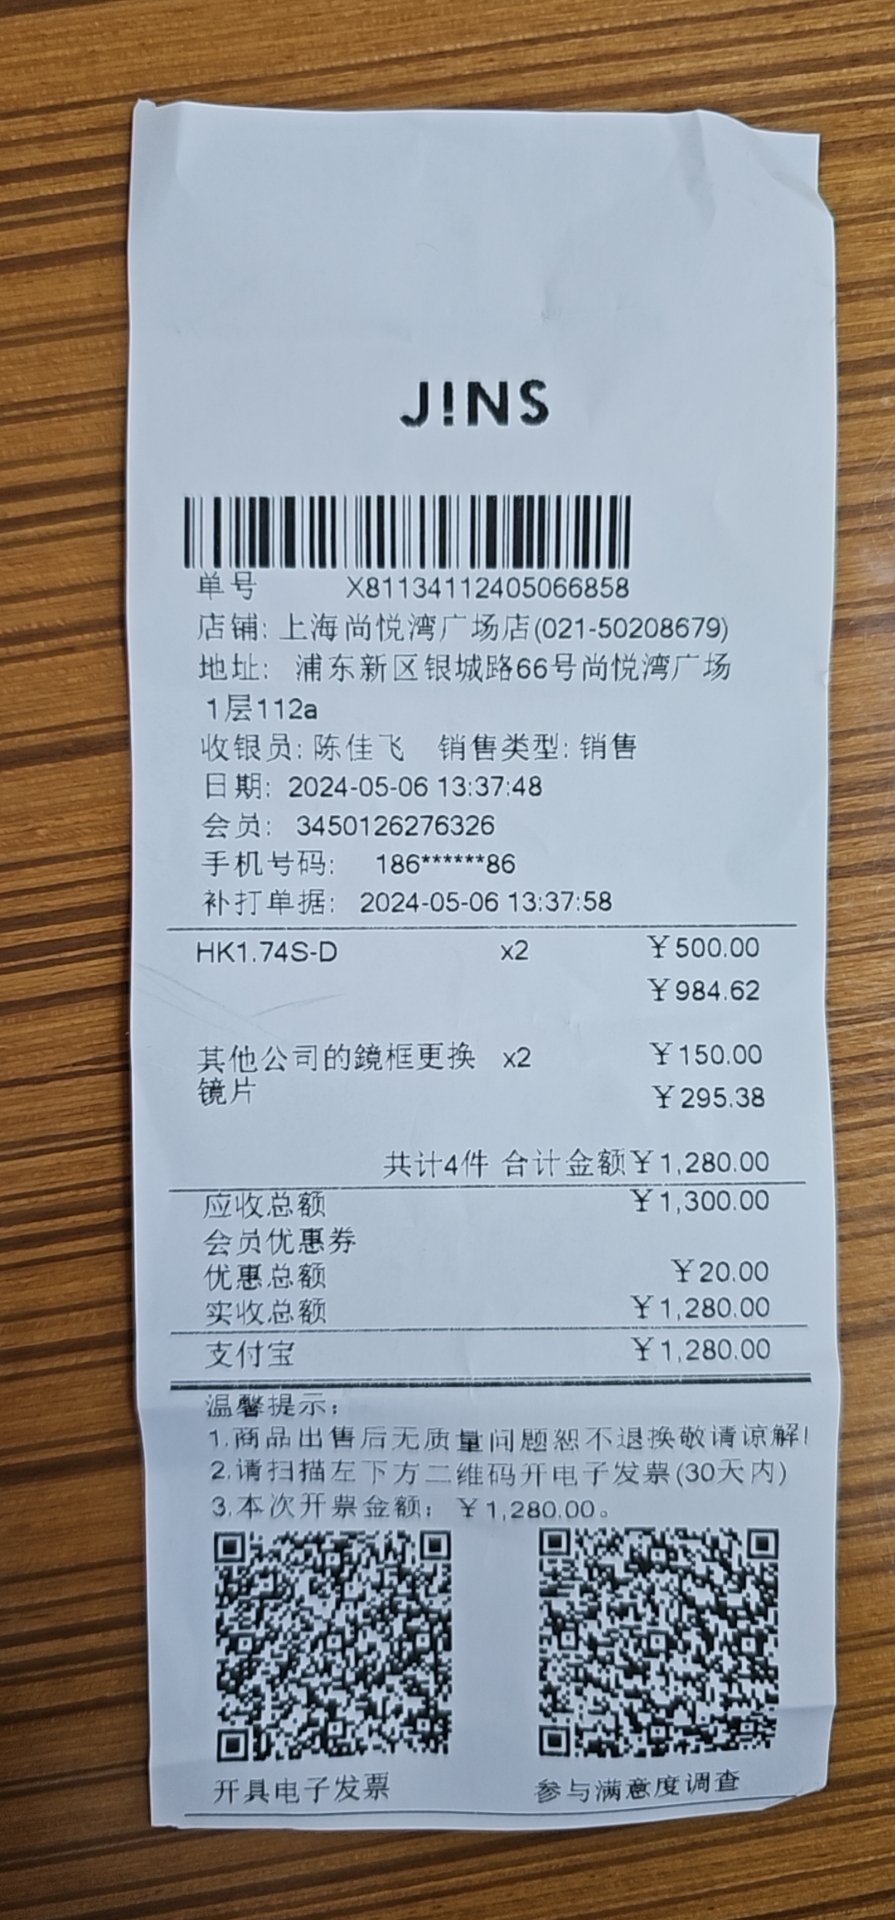 J!NS
单号 X81134112405066858
店铺: 上海尚悦湾广场店(021-50208679)
地址: 浦东新区银城路66号尚悦湾广场
1层112a
收银员: 陈佳飞 销售类型: 销售
日期: 2024-05-06 13:37:48
会员: 3450126276326
手机号码: 186******86
补打单据: 2024-05-06 13:37:58
HK1.74S-D x2 ¥500.00
¥984.62
其他公司的鏡框更换 x2 ¥150.00
镜片 ¥295.38
共计4件 合计金额¥1,280.00
应收总额 ¥1,300.00
会员优惠券
优惠总额 ¥20.00
实收总额 ¥1,280.00
支付宝 ¥1,280.00
温馨提示:
1.商品出售后无质量问题恕不退换敬请谅解!
2.请扫描左下方二维码开电子发票(30天内)
3.本次开票金额: ¥1,280.00。
开具电子发票 参与满意度调查